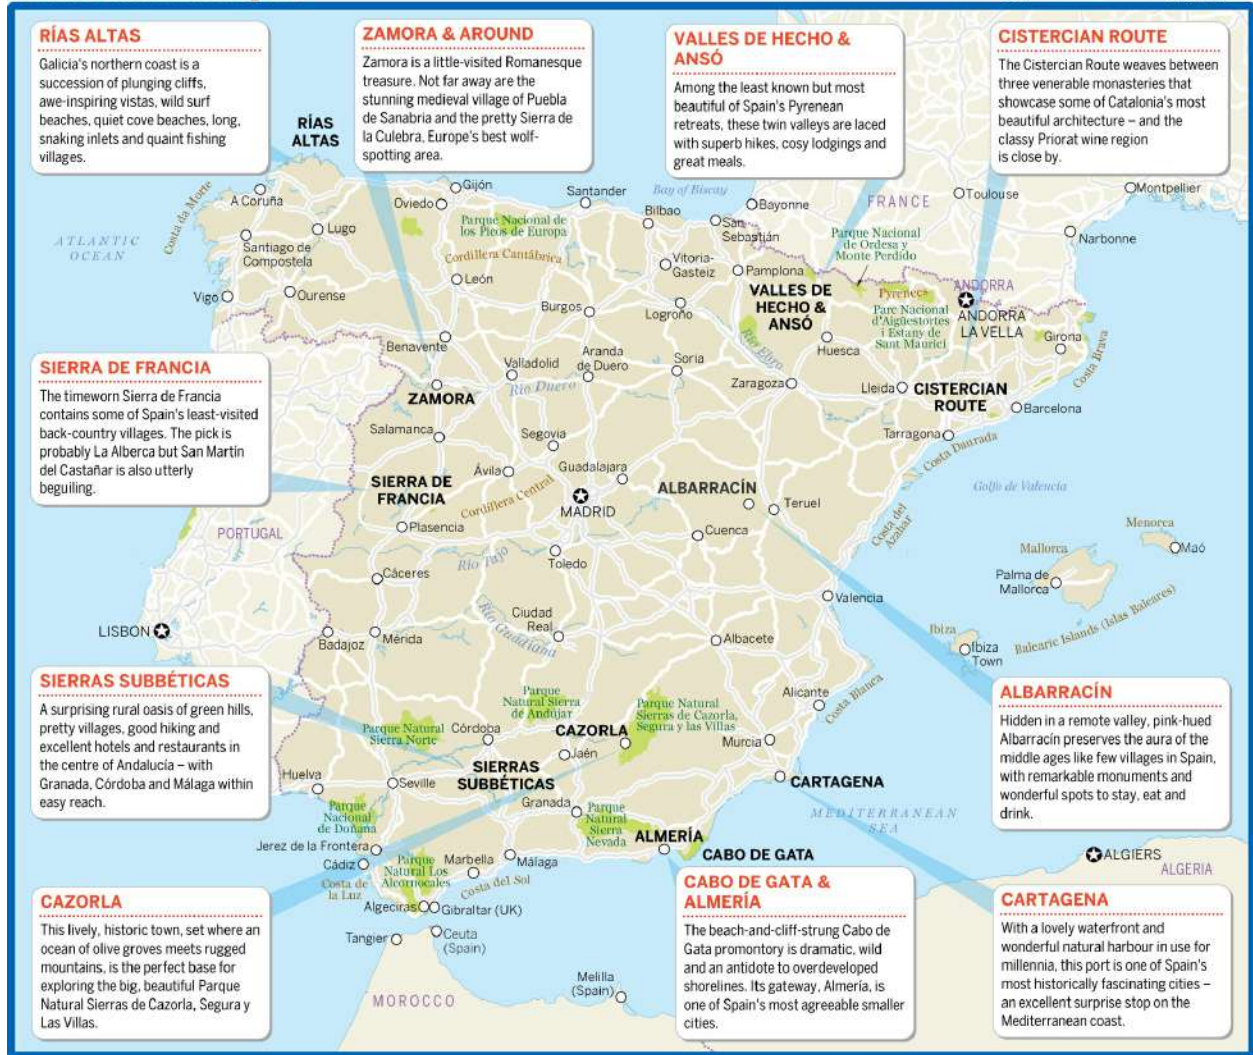 RÍAS ALTAS
Galicia's northern coast is a
succession of plunging cliffs,
awe-inspiring vistas, wild surf
beaches, quiet cove beaches, long,
snaking inlets and quaint fishing
villages.
ZAMORA & AROUND
Zamora is a little-visited Romanesque
treasure. Not far away are the
stunning medieval village of Puebla
de Sanabria and the pretty Sierra de
la Culebra, Europe's best wolf-
spotting area.
VALLES DE HECHO &
ANSÓ
Among the least known but most
beautiful of Spain's Pyrenean
retreats, these twin valleys are laced
with superb hikes, cosy lodgings and
great meals.
CISTERCIAN ROUTE
The Cistercian Route weaves between
three venerable monasteries that
showcase some of Catalonia's most
beautiful architecture – and the
classy Priorat wine region
is close by.
SIERRA DE FRANCIA
The timeworn Sierra de Francia
contains some of Spain's least-visited
back-country villages. The pick is
probably La Alberca but San Martín
del Castañar is also utterly
beguiling.
SIERRAS SUBBÉTICAS
A surprising rural oasis of green hills,
pretty villages, good hiking and
excellent hotels and restaurants in
the centre of Andalucía – with
Granada, Córdoba and Málaga within
easy reach.
CAZORLA
This lively, historic town, set where an
ocean of olive groves meets rugged
mountains, is the perfect base for
exploring the big, beautiful Parque
Natural Sierras de Cazorla, Segura y
Las Villas.
CABO DE GATA &
ALMERÍA
The beach-and-cliff-strung Cabo de
Gata promontory is dramatic, wild
and an antidote to overdeveloped
shorelines. Its gateway, Almería, is
one of Spain's most agreeable smaller
cities.
ALBARRACÍN
Hidden in a remote valley, pink-hued
Albarracín preserves the aura of the
middle ages like few villages in Spain,
with remarkable monuments and
wonderful spots to stay, eat and
drink.
CARTAGENA
With a lovely waterfront and
wonderful natural harbour in use for
millennia, this port is one of Spain's
most historically fascinating cities –
an excellent surprise stop on the
Mediterranean coast.
RÍAS
ALTAS
ATLANTIC
OCEAN
Costa da Morte
A Coruña
Lugo
Santiago de
Compostela
Vigo
Ourense
Gijón
Oviedo
Parque Nacional de
los Picos de Europa
Cordillera Cantábrica
León
Santander
Bay of Biscay
Bilbao
San
Sebastián
Bayonne
FRANCE
Toulouse
Montpellier
Narbonne
Parque Nacional
de Ordesa y
Monte Perdido
Vitoria-
Gasteiz
Pamplona
VALLES DE
HECHO &
ANSÓ
Pyrenees
ANDORRA
ANDORRA
LA VELLA
Parc Nacional
d'Aigüestortes
i Estany de
Sant Maurici
Girona
Costa Brava
Burgos
Logroño
Río Ebro
Huesca
Benavente
Valladolid
Aranda
de Duero
Soria
Zaragoza
Lleida
CISTERCIAN
ROUTE
Barcelona
ZAMORA
Río Duero
Salamanca
Segovia
Tarragona
Costa Daurada
Ávila
Guadalajara
SIERRA DE
FRANCIA
Cordillera Central
MADRID
ALBARRACÍN
Teruel
Golfo de Valencia
Costa del
Azahar
Plasencia
Cuenca
PORTUGAL
Menorca
Maó
Mallorca
Palma de
Mallorca
Río Tajo
Toledo
Cáceres
Valencia
LISBON
Ciudad
Real
Río Guadiana
Badajoz
Mérida
Albacete
Ibiza
Ibiza
Town
Balearic Islands (Islas Baleares)
Alicante
Costa Blanca
Parque
Natural Sierra
de Andújar
Parque Natural
Sierras de Cazorla,
Segura y las Villas
Parque Natural
Sierra Norte
Córdoba
CAZORLA
Jaén
Murcia
SIERRAS
SUBBÉTICAS
CARTAGENA
Huelva
Seville
Granada
MEDITERRANEAN
SEA
Parque
Nacional
de Doñana
Parque
Natural
Sierra
Nevada
ALMERÍA
CABO DE GATA
Jerez de la Frontera
Cádiz
Costa de
la Luz
Parque
Natural Los
Alcornocales
Marbella
Málaga
Costa del Sol
ALGIERS
ALGERIA
Algeciras
Gibraltar (UK)
Tangier
Ceuta
(Spain)
Melilla
(Spain)
MOROCCO